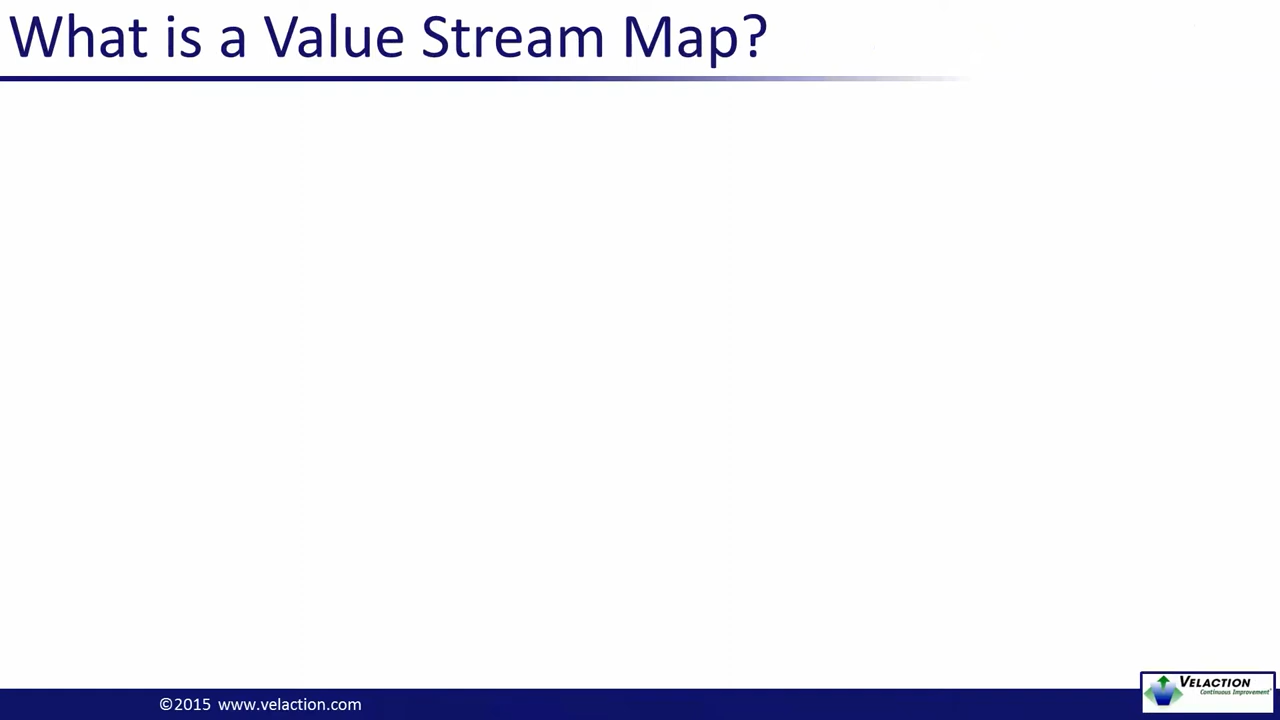 What is a Value Stream Map?
©2015 www.velaction.com
VELACTION
Continuous Improvement